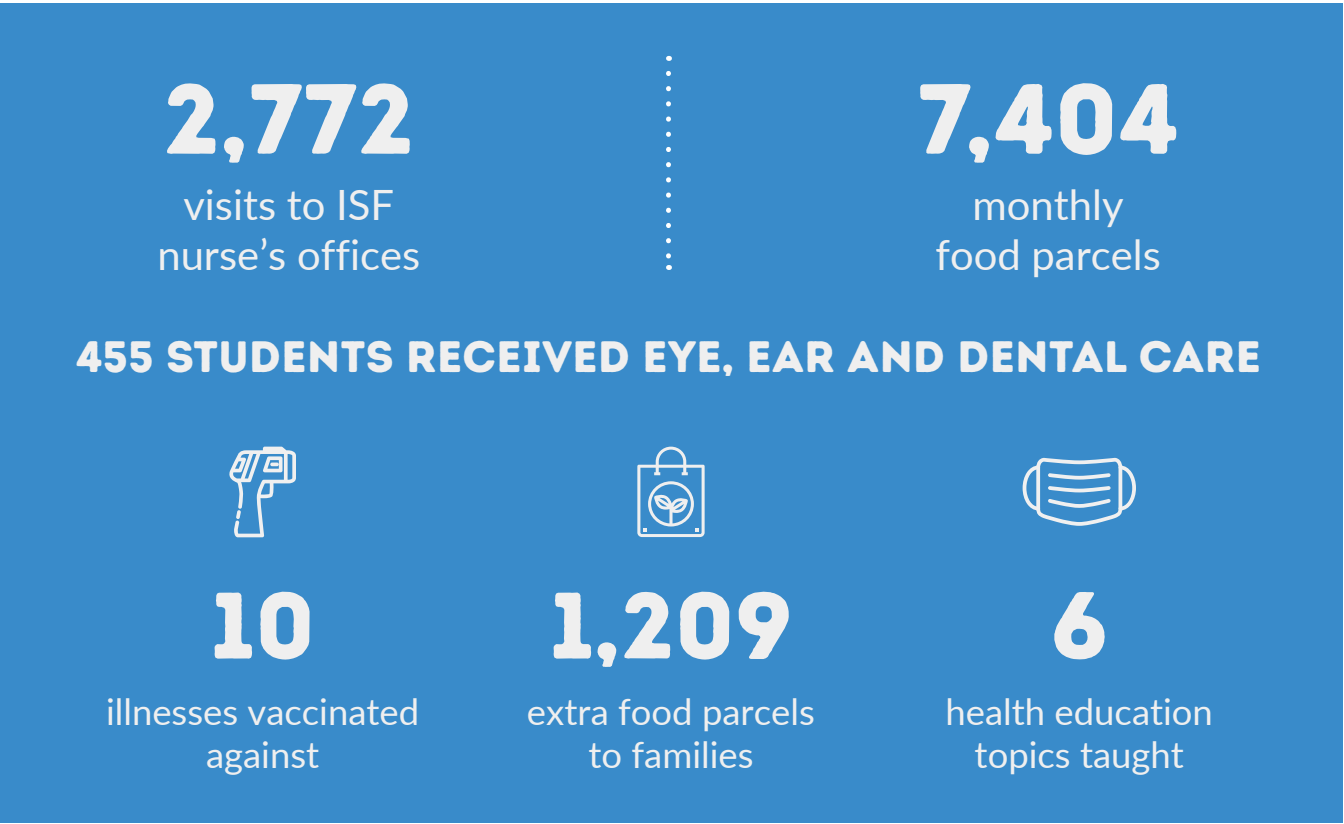 2,772
visits to ISF
nurse’s offices
7,404
monthly
food parcels
455 STUDENTS RECEIVED EYE, EAR AND DENTAL CARE
10
illnesses vaccinated
against
1,209
extra food parcels
to families
6
health education
topics taught